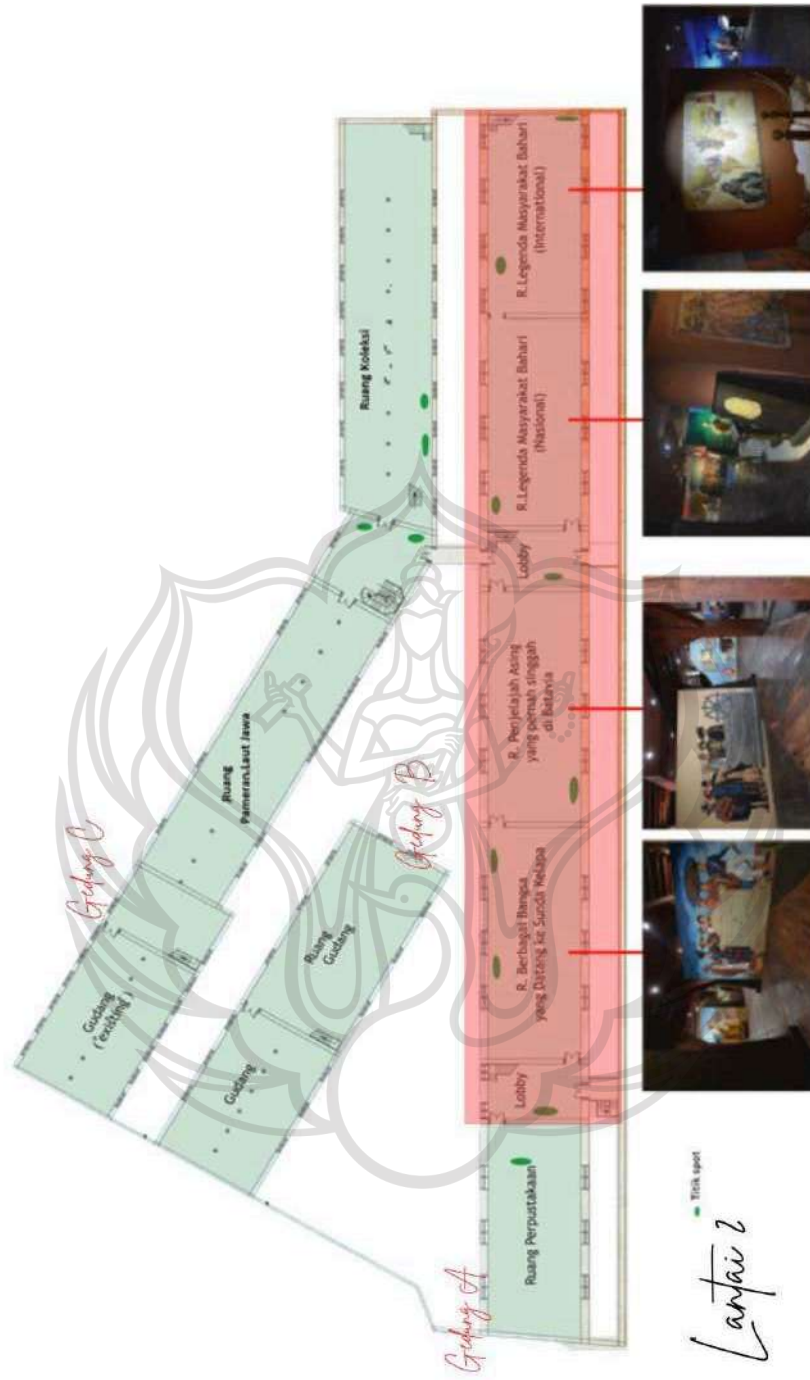 Gedung C
Gudang
("existing")
Ruang
Pameran Laut Jawa
Ruang Koleksi
Gudang
Ruang
Gudang
Gedung B
Gedung A
Ruang Perpustakaan
Lobby
R. Berbagai Bangsa
yang Datang ke Sunda Kelapa
R. Penjelajah Asing
yang pernah singgah
di Batavia
Lobby
R.Legenda Masyarakat Bahari
(Nasional)
R.Legenda Masyarakat Bahari
(International)
Titik spot
Lantai 2